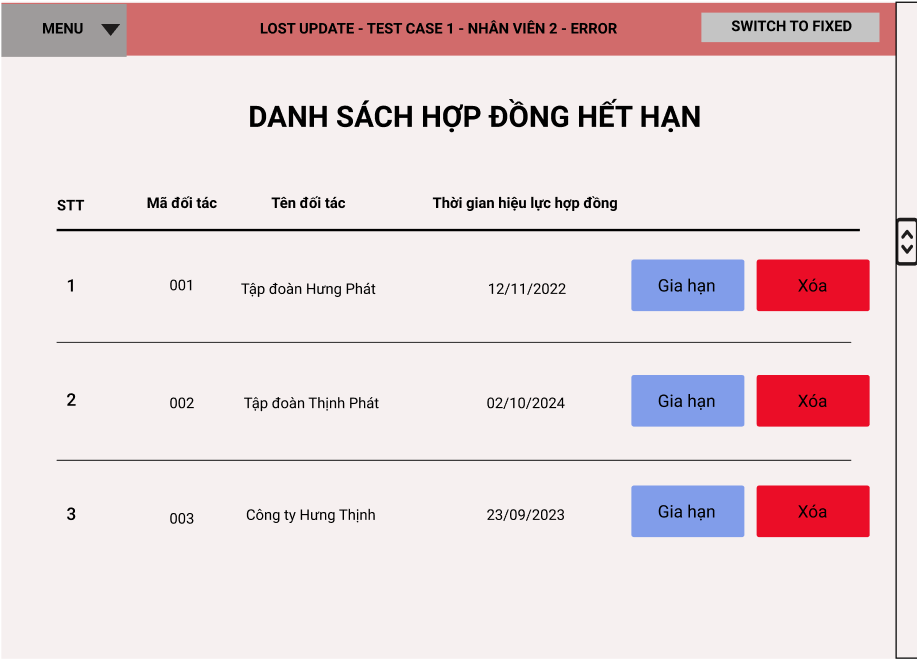 MENU LOST UPDATE - TEST CASE 1 - NHÂN VIÊN 2 - ERROR SWITCH TO FIXED
DANH SÁCH HỢP ĐỒNG HẾT HẠN
STT Mã đối tác Tên đối tác Thời gian hiệu lực hợp đồng
1 001 Tập đoàn Hưng Phát 12/11/2022 Gia hạn Xóa
2 002 Tập đoàn Thịnh Phát 02/10/2024 Gia hạn Xóa
3 003 Công ty Hưng Thịnh 23/09/2023 Gia hạn Xóa